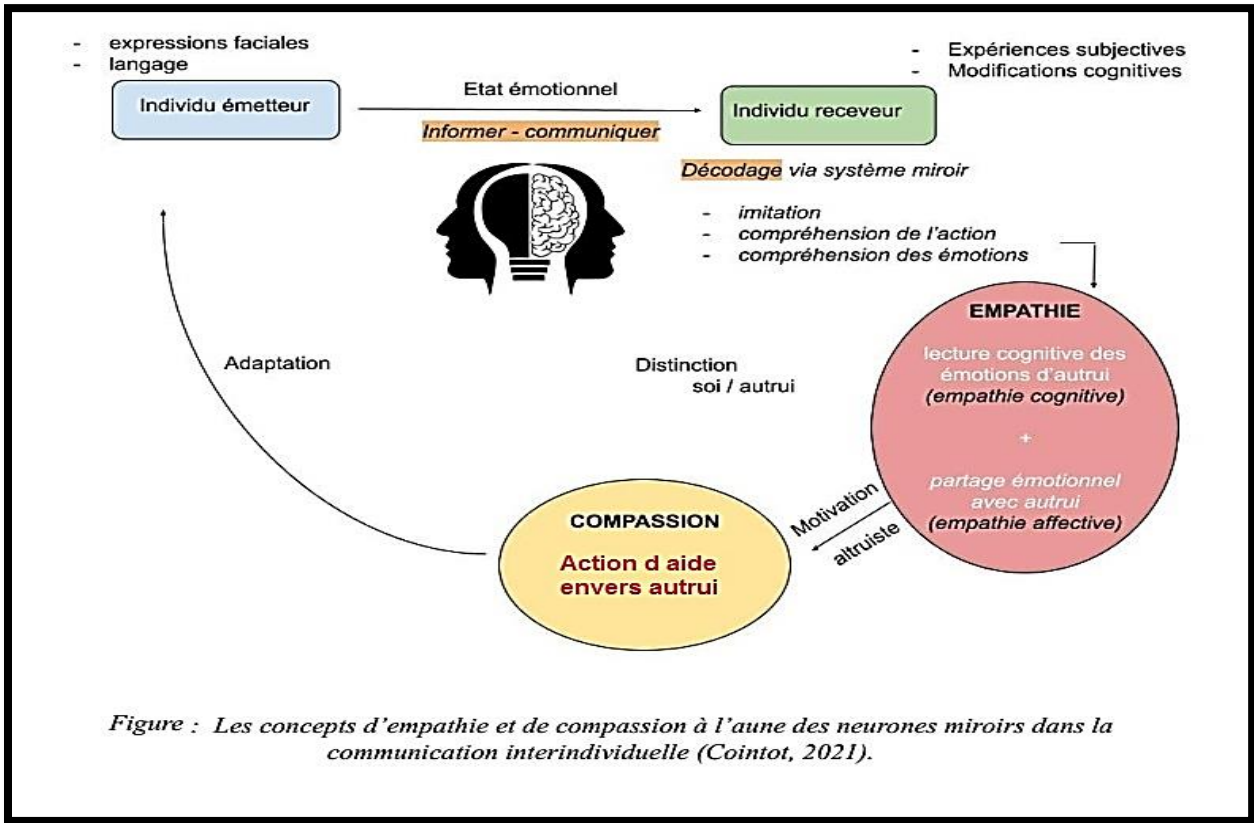 - expressions faciales
- langage
Individu émetteur
Etat émotionnel
Informer - communiquer
- Expériences subjectives
- Modifications cognitives
Individu receveur
Décodage via système miroir
- imitation
- compréhension de l'action
- compréhension des émotions
EMPATHIE
lecture cognitive des
émotions d'autrui
(empathie cognitive)
+
partage émotionnel
avec autrui
(empathie affective)
Distinction
soi / autrui
Motivation
altruiste
COMPASSION
Action d aide
envers autrui
Adaptation
Figure : Les concepts d'empathie et de compassion à l'aune des neurones miroirs dans la
communication interindividuelle (Cointot, 2021).